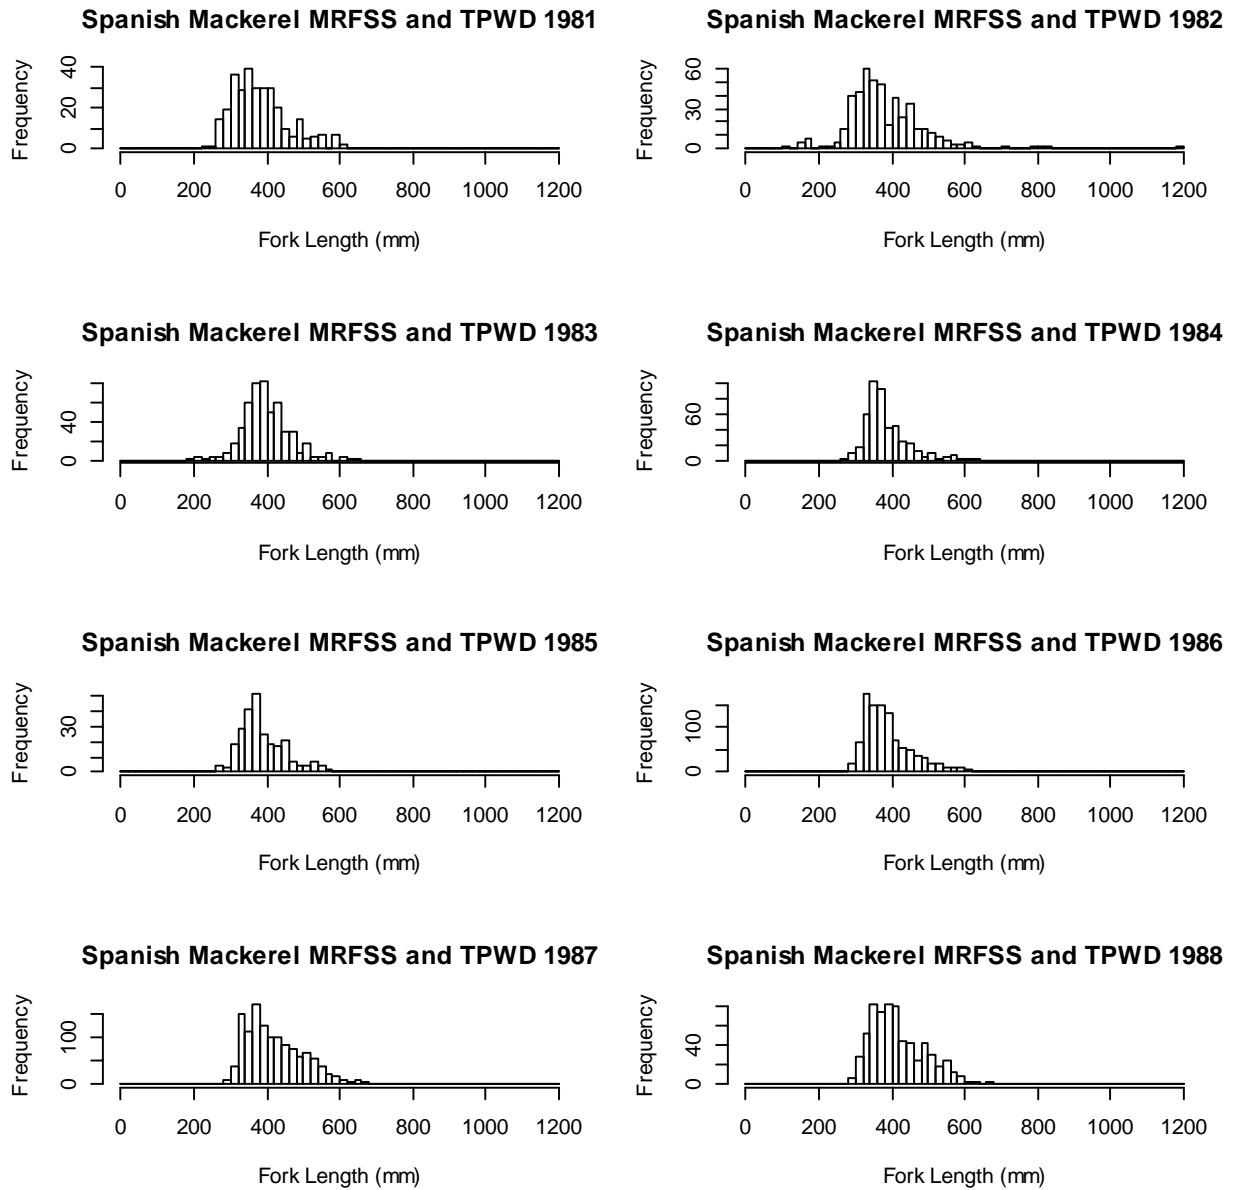 Spanish Mackerel MRFSS and TPWD 1981
Frequency
0 20 40
0 200 400 600 800 1000 1200
Fork Length (mm)
Spanish Mackerel MRFSS and TPWD 1982
Frequency
0 30 60
0 200 400 600 800 1000 1200
Fork Length (mm)
Spanish Mackerel MRFSS and TPWD 1983
Frequency
0 40
0 200 400 600 800 1000 1200
Fork Length (mm)
Spanish Mackerel MRFSS and TPWD 1984
Frequency
0 60
0 200 400 600 800 1000 1200
Fork Length (mm)
Spanish Mackerel MRFSS and TPWD 1985
Frequency
0 30
0 200 400 600 800 1000 1200
Fork Length (mm)
Spanish Mackerel MRFSS and TPWD 1986
Frequency
0 100
0 200 400 600 800 1000 1200
Fork Length (mm)
Spanish Mackerel MRFSS and TPWD 1987
Frequency
0 100
0 200 400 600 800 1000 1200
Fork Length (mm)
Spanish Mackerel MRFSS and TPWD 1988
Frequency
0 40
0 200 400 600 800 1000 1200
Fork Length (mm)